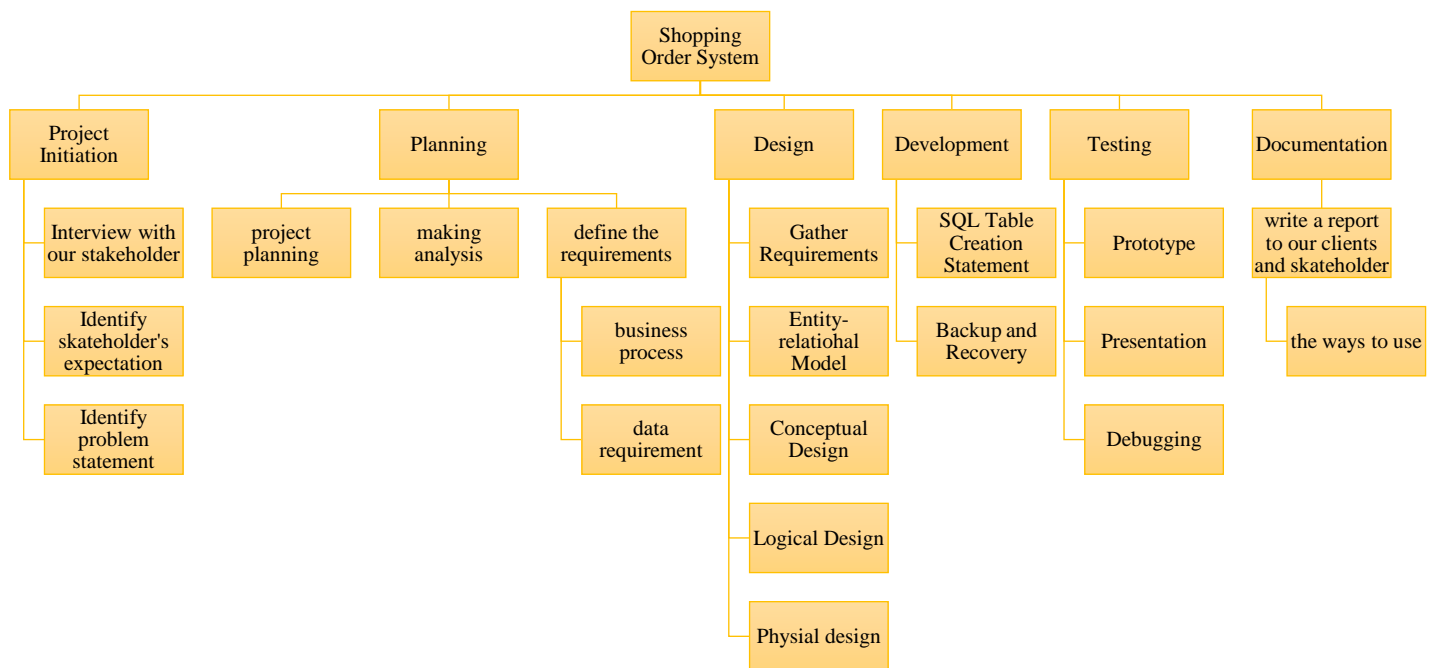 Shopping
Order System
Project
Initiation
Planning
Design
Development
Testing
Documentation
Interview with
our stakeholder
Identify
skateholder's
expectation
Identify
problem
statement
project
planning
making
analysis
define the
requirements
business
process
data
requirement
Gather
Requirements
Entity-
relatiohal
Model
Conceptual
Design
Logical Design
Physial design
SQL Table
Creation
Statement
Backup and
Recovery
Prototype
Presentation
Debugging
write a report
to our clients
and skateholder
the ways to use